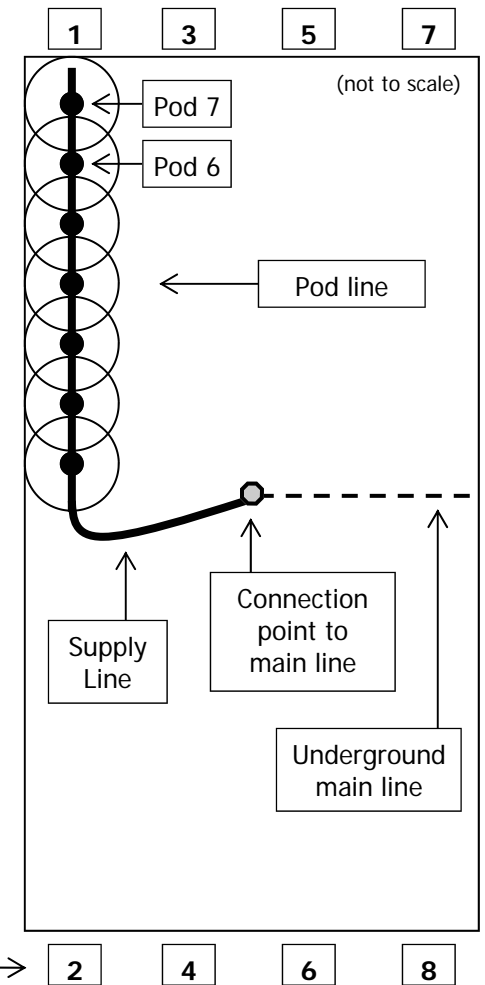 1 3 5 7
(not to scale)
Pod 7
Pod 6
Pod line
Connection
point to
main line
Supply
Line
Underground
main line
2 4 6 8